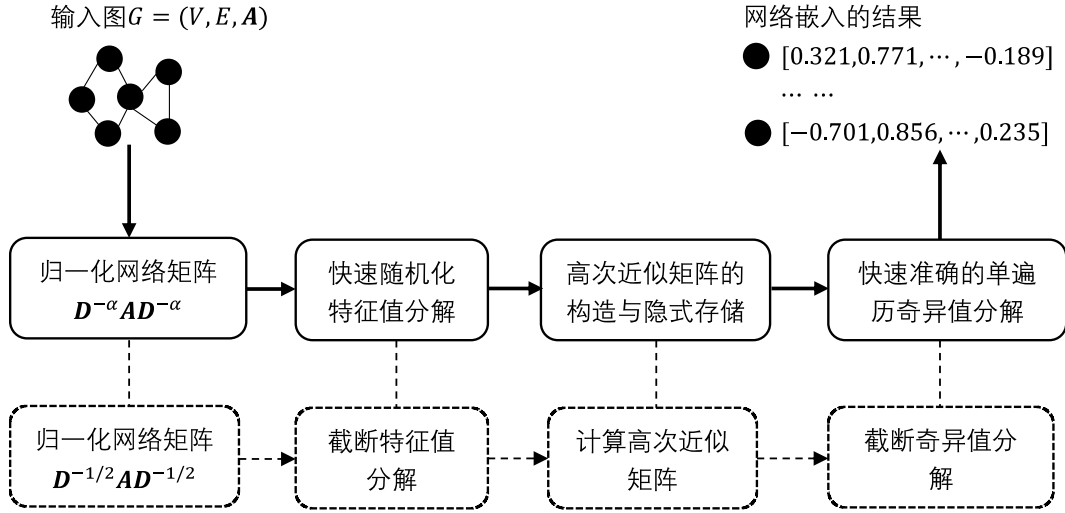 输入图G = (V, E, A)
网络嵌入的结果
[0.321,0.771, ⋯ , −0.189]
⋯ ⋯
[−0.701,0.856, ⋯ ,0.235]
归一化网络矩阵
D^{-α}AD^{-α}
快速随机化
特征值分解
高次近似矩阵的
构造与隐式存储
快速准确的单遍
历奇异值分解
归一化网络矩阵
D^{-1/2}AD^{-1/2}
截断特征值
分解
计算高次近似
矩阵
截断奇异值分
解